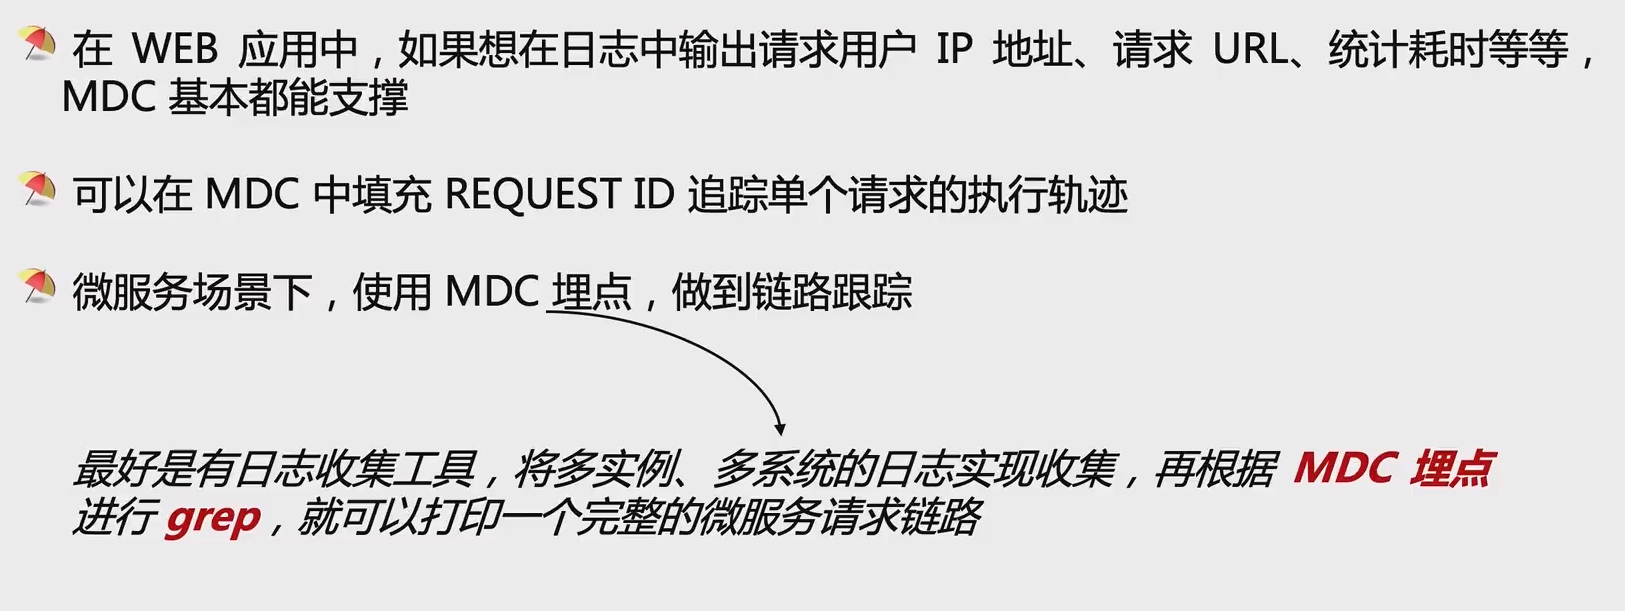 在 WEB 应用中，如果想在日志中输出请求用户 IP 地址、请求 URL、统计耗时等等，
MDC 基本都能支撑
可以在 MDC 中填充 REQUEST ID 追踪单个请求的执行轨迹
微服务场景下，使用 MDC 埋点，做到链路跟踪
最好是有日志收集工具，将多实例、多系统的日志实现收集，再根据 MDC 埋点
进行 grep，就可以打印一个完整的微服务请求链路